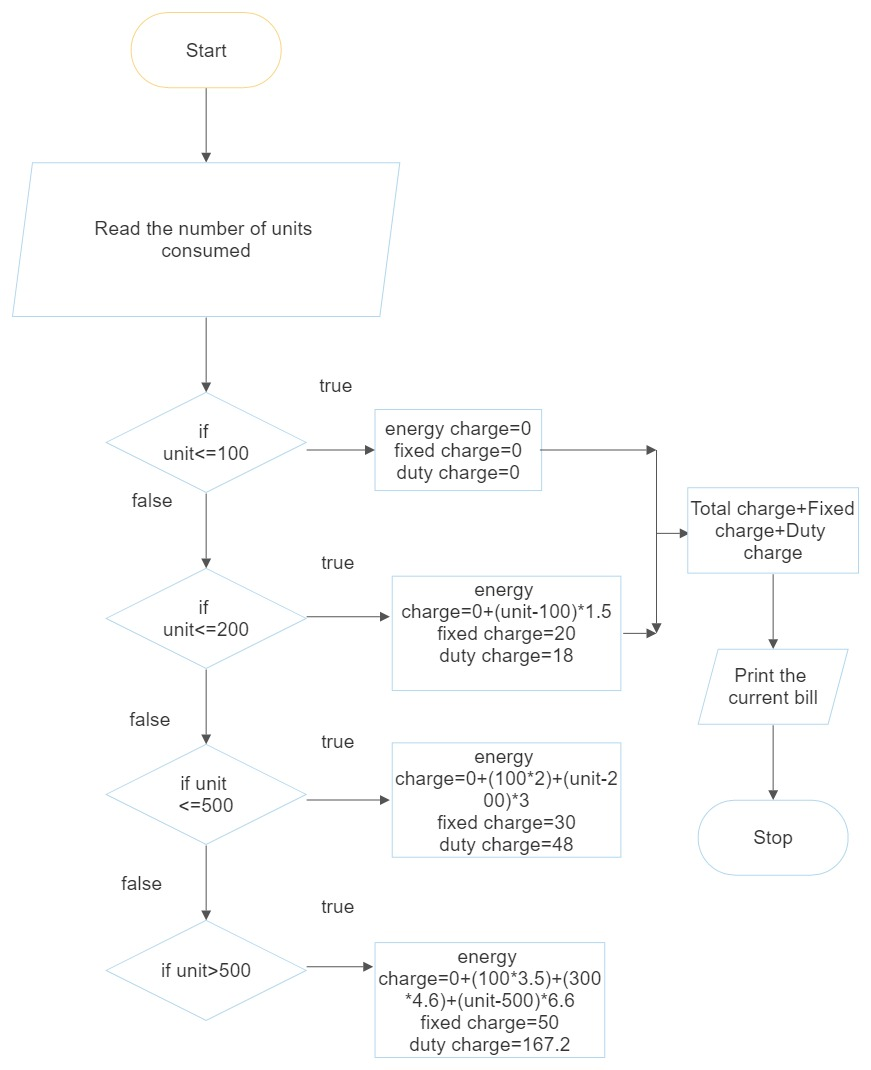 Start
Read the number of units
consumed
true
if
unit<=100
energy charge=0
fixed charge=0
duty charge=0
false
Total charge+Fixed
charge+Duty
charge
true
if
unit<=200
energy
charge=0+(unit-100)*1.5
fixed charge=20
duty charge=18
Print the
current bill
false
true
if unit
<=500
energy
charge=0+(100*2)+(unit-2
00)*3
fixed charge=30
duty charge=48
Stop
false
true
if unit>500
energy
charge=0+(100*3.5)+(300
*4.6)+(unit-500)*6.6
fixed charge=50
duty charge=167.2